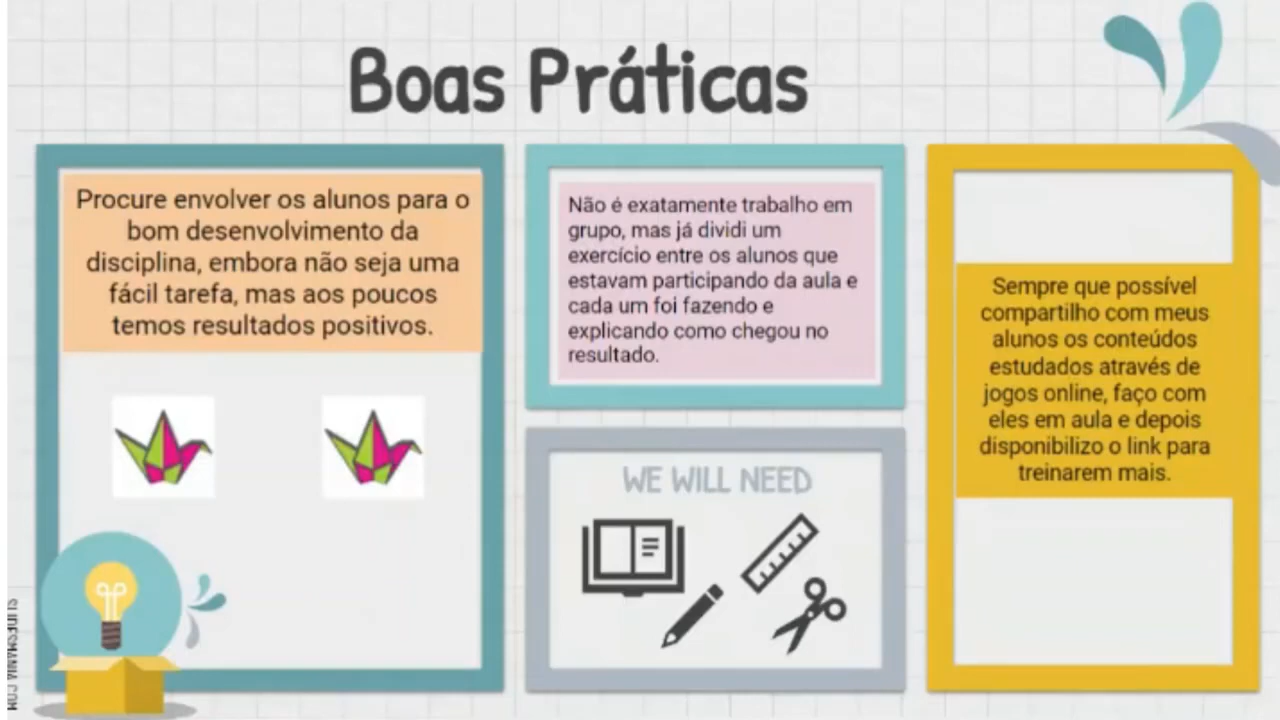 Boas Práticas
Procure envolver os alunos para o
bom desenvolvimento da
disciplina, embora não seja uma
fácil tarefa, mas aos poucos
temos resultados positivos.
Não é exatamente trabalho em
grupo, mas já dividi um
exercício entre os alunos que
estavam participando da aula e
cada um foi fazendo e
explicando como chegou no
resultado.
WE WILL NEED
Sempre que possível
compartilho com meus
alunos os conteúdos
estudados através de
jogos online, faço com
eles em aula e depois
disponibilizo o link para
treinarem mais.
SLIDESMANIA.COM